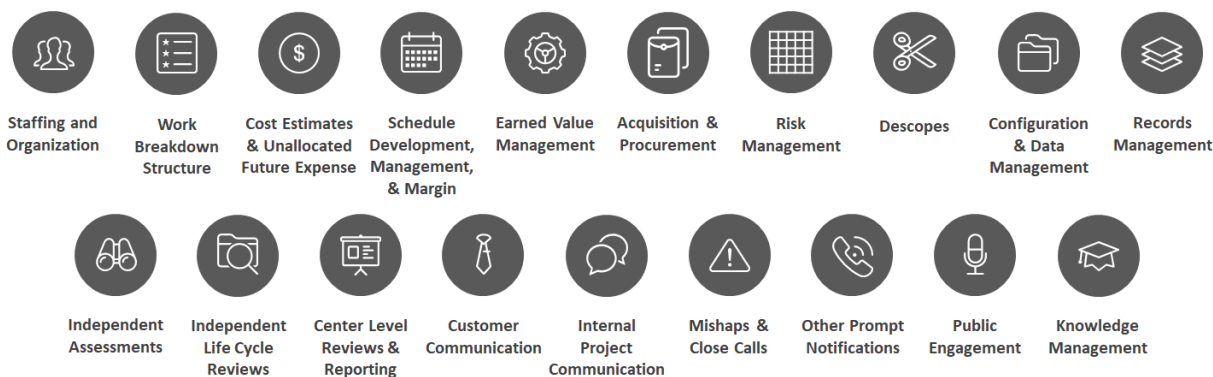 $
Staffing and
Organization
Work
Breakdown
Structure
Cost Estimates
& Unallocated
Future Expense
Schedule
Development,
Management,
& Margin
Earned Value
Management
Acquisition &
Procurement
Risk
Management
Descopes
Configuration
& Data
Management
Records
Management
Independent
Assessments
Independent
Life Cycle
Reviews
Center Level
Reviews &
Reporting
Customer
Communication
Internal
Project
Communication
Mishaps &
Close Calls
Other Prompt
Notifications
Public
Engagement
Knowledge
Management